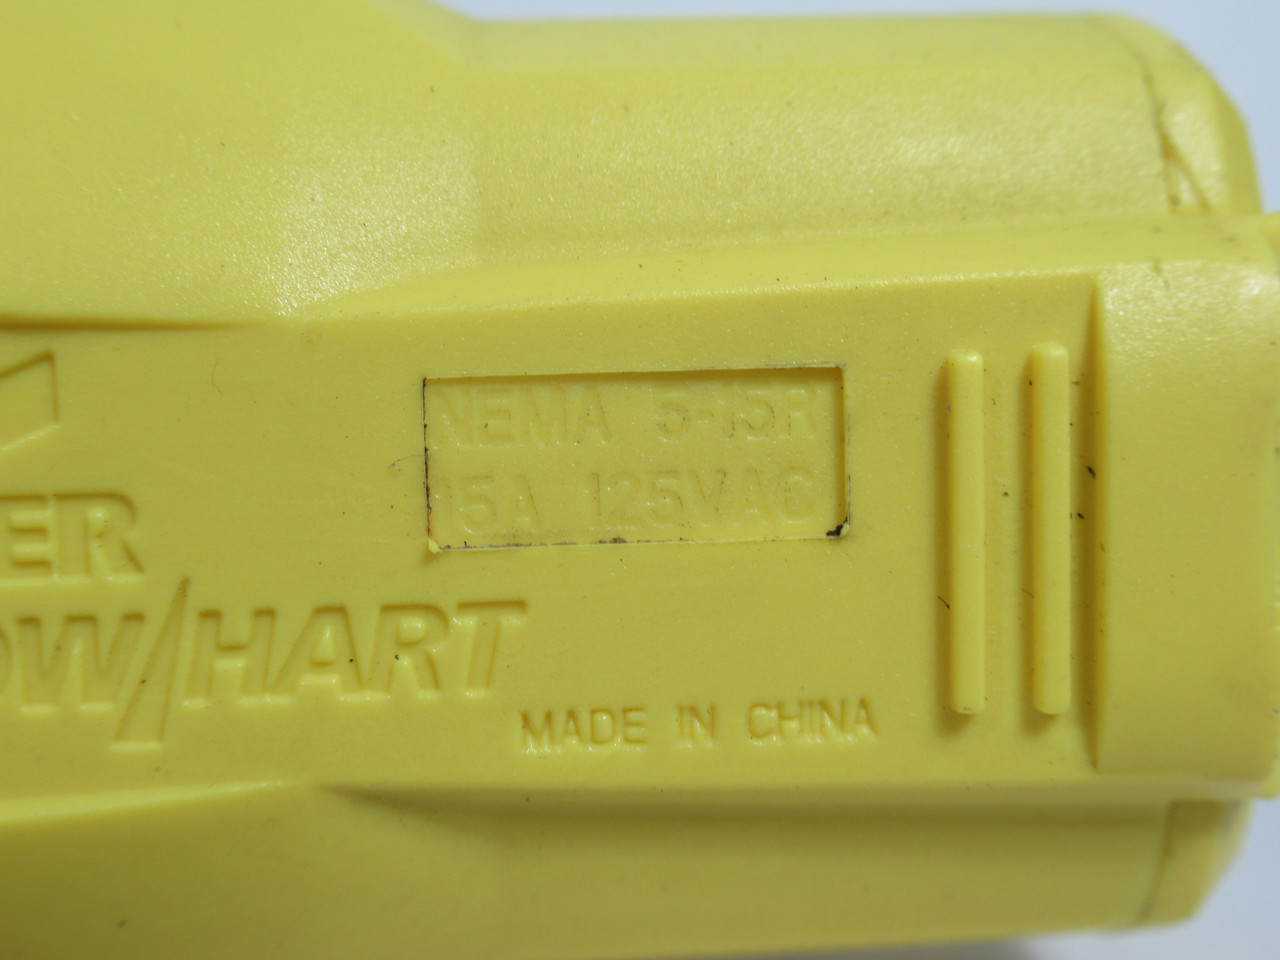 NEMA 5-15R
15A 125VAC
ER
OW/HART
MADE IN CHINA